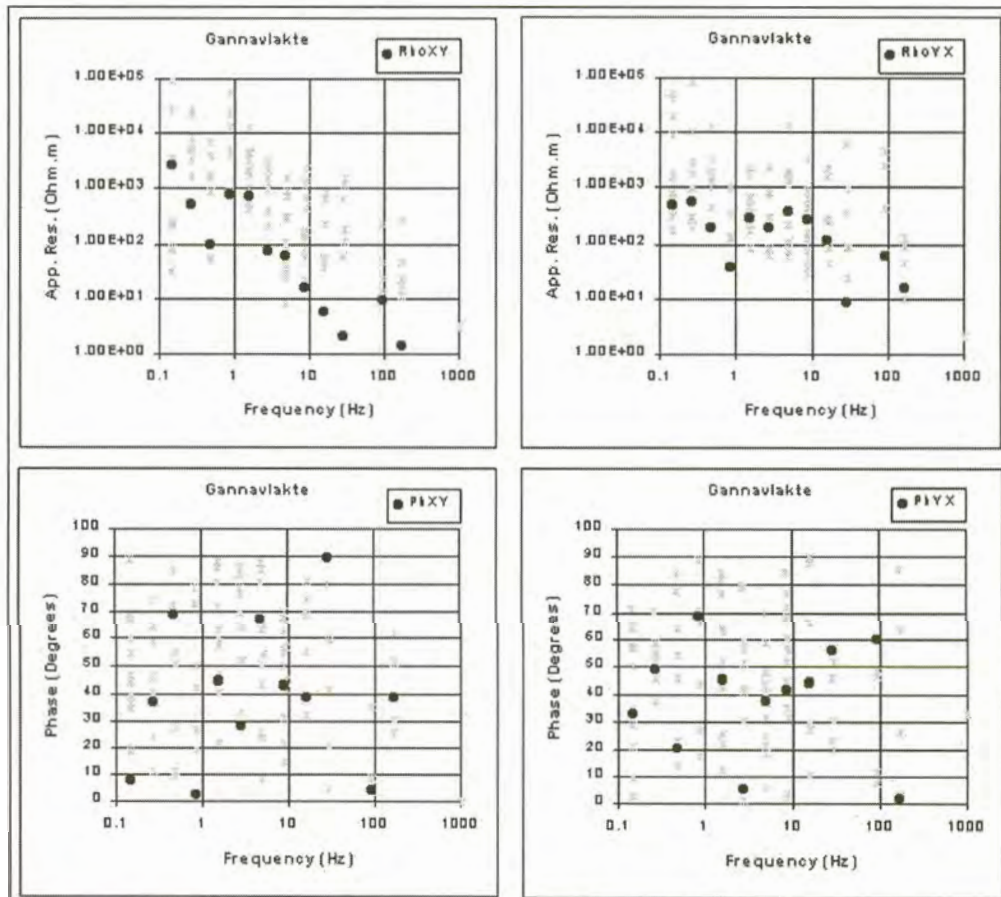 Gannavlakte
RhoXY
1.00E+05
1.00E+04
1.00E+03
1.00E+02
1.00E+01
1.00E+00
App. Res. (Ohm.m)
0.1 1 10 100 1000
Frequency (Hz)
Gannavlakte
RhoYX
1.00E+05
1.00E+04
1.00E+03
1.00E+02
1.00E+01
1.00E+00
App. Res. (Ohm.m)
0.1 1 10 100 1000
Frequency (Hz)
Gannavlakte
PhXY
100
90
80
70
60
50
40
30
20
10
0
Phase (Degrees)
0.1 1 10 100 1000
Frequency (Hz)
Gannavlakte
PhYX
100
90
80
70
60
50
40
30
20
10
0
Phase (Degrees)
0.1 1 10 100 1000
Frequency (Hz)